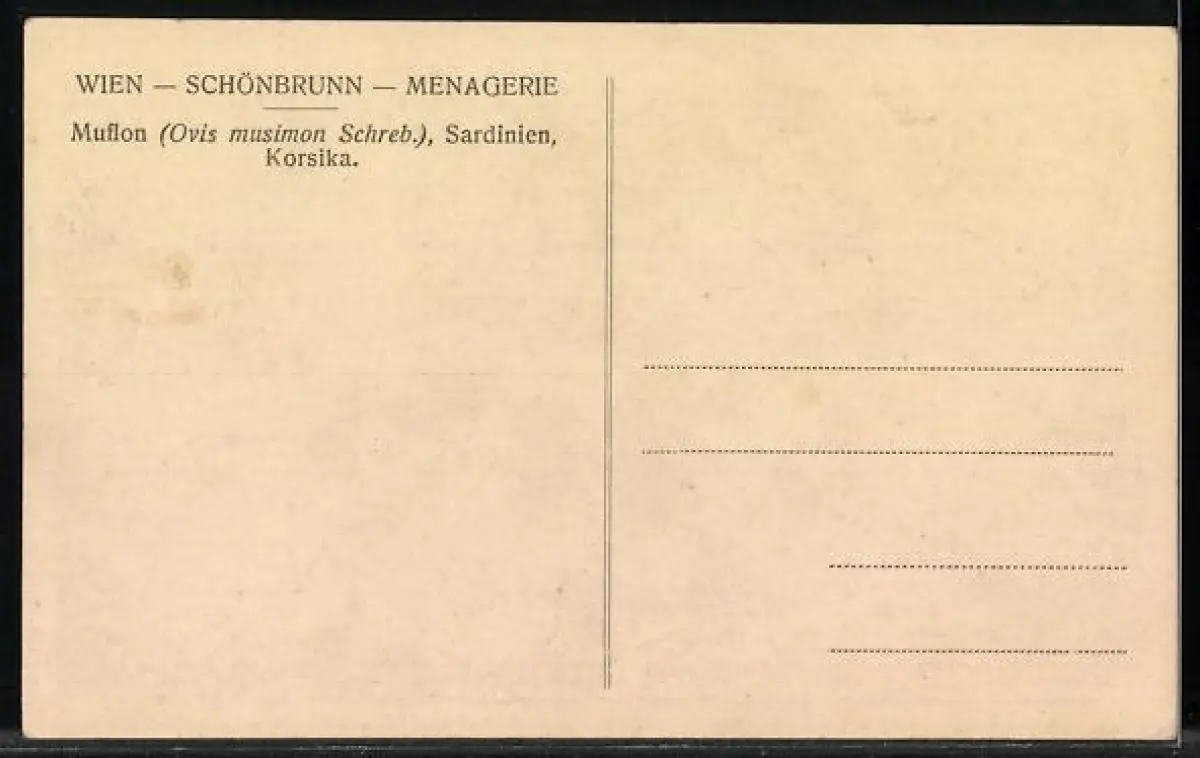 WIEN — SCHÖNBRUNN — MENAGERIE
Muflon (Ovis musimon Schreb.), Sardinien,
Korsika.